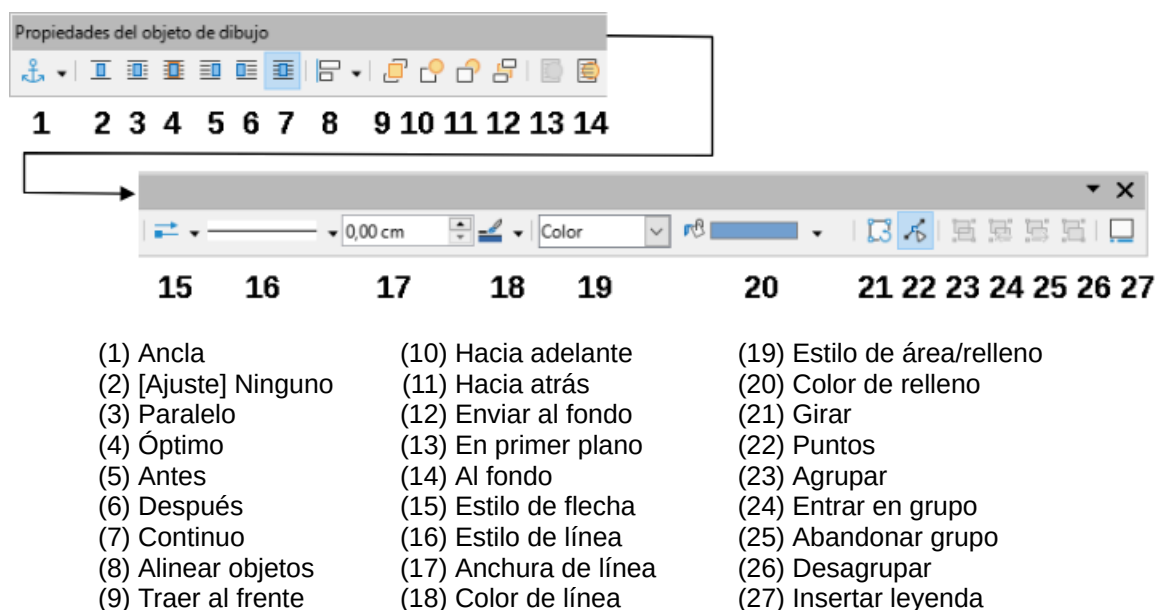 Propiedades del objeto de dibujo
1 2 3 4 5 6 7 8 9 10 11 12 13 14
0,00 cm Color
15 16 17 18 19 20 21 22 23 24 25 26 27
(1) Ancla
(2) [Ajuste] Ninguno
(3) Paralelo
(4) Óptimo
(5) Antes
(6) Después
(7) Continuo
(8) Alinear objetos
(9) Traer al frente
(10) Hacia adelante
(11) Hacia atrás
(12) Enviar al fondo
(13) En primer plano
(14) Al fondo
(15) Estilo de flecha
(16) Estilo de línea
(17) Anchura de línea
(18) Color de línea
(19) Estilo de área/relleno
(20) Color de relleno
(21) Girar
(22) Puntos
(23) Agrupar
(24) Entrar en grupo
(25) Abandonar grupo
(26) Desagrupar
(27) Insertar leyenda